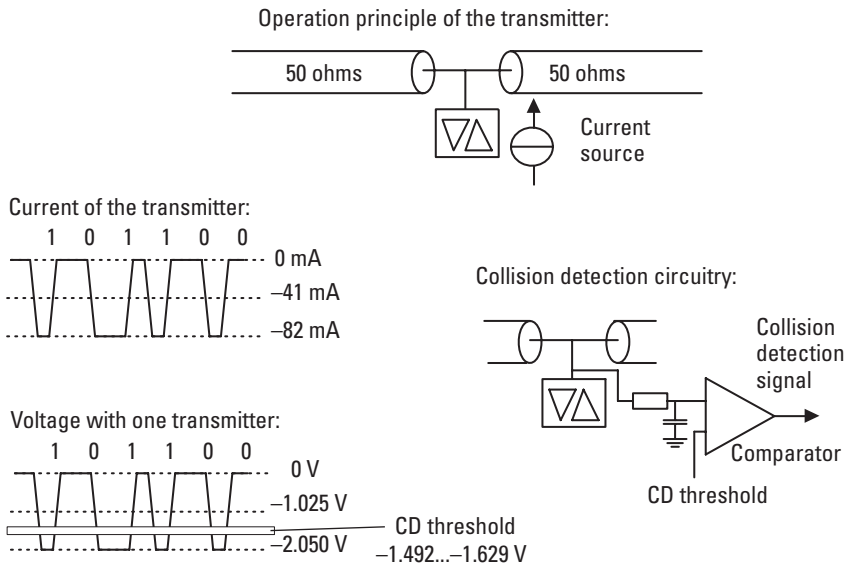 Operation principle of the transmitter:
50 ohms
50 ohms
Current
source
Current of the transmitter:
1 0 1 1 0 0
0 mA
–41 mA
–82 mA
Collision detection circuitry:
Collision
detection
signal
Comparator
CD threshold
Voltage with one transmitter:
1 0 1 1 0 0
0 V
–1.025 V
–2.050 V
CD threshold
–1.492...–1.629 V